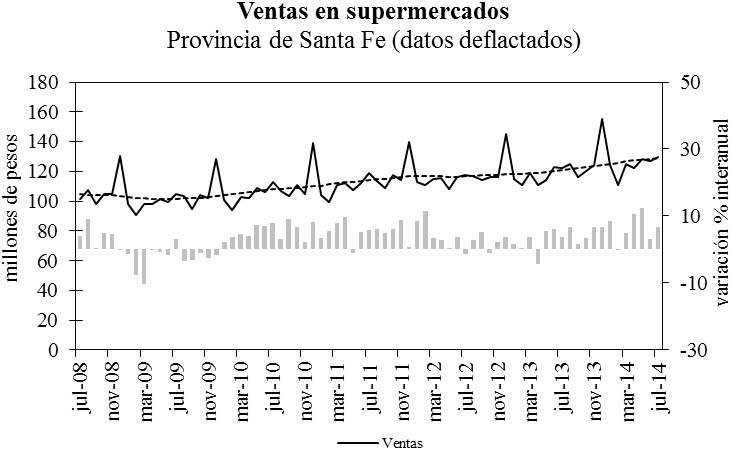 Ventas en supermercados
Provincia de Santa Fe (datos deflactados)
millones de pesos
180
160
140
120
100
80
60
40
20
0
50
30
10
-10
-30
variación % interanual
jul-08
nov-08
mar-09
jul-09
nov-09
mar-10
jul-10
nov-10
mar-11
jul-11
nov-11
mar-12
jul-12
nov-12
mar-13
jul-13
nov-13
mar-14
jul-14
Ventas